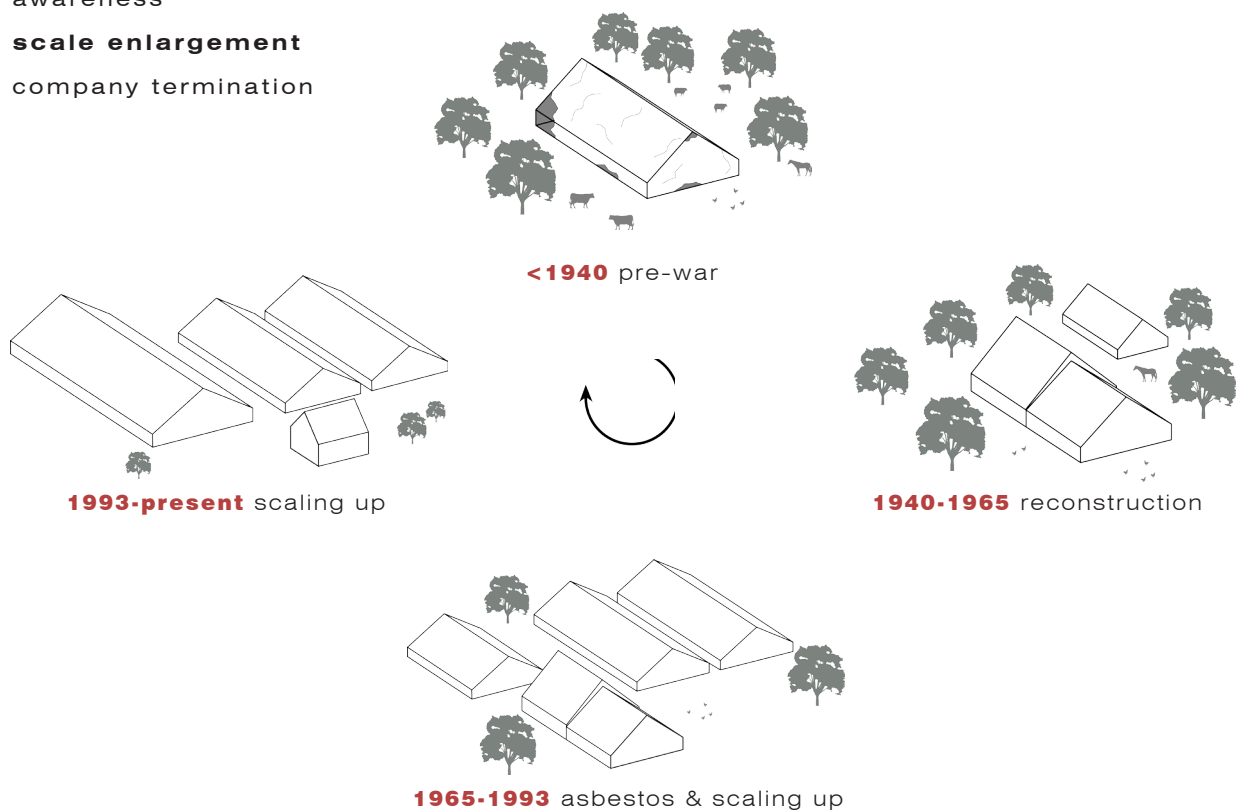 awareness
scale enlargement
company termination
<1940 pre-war
1993-present scaling up
1940-1965 reconstruction
1965-1993 asbestos & scaling up